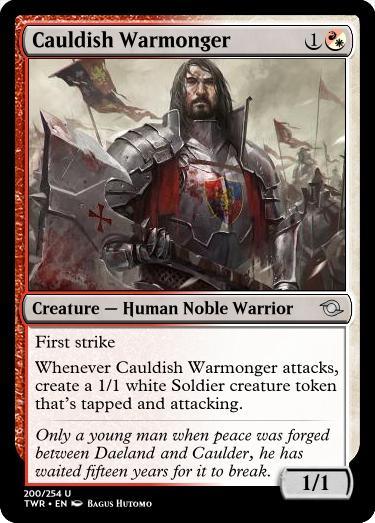 Cauldish Warmonger 1
Creature — Human Noble Warrior
First strike
Whenever Cauldish Warmonger attacks,
create a 1/1 white Soldier creature token
that's tapped and attacking.
Only a young man when peace was forged
between Daeland and Caulder, he has
waited fifteen years for it to break.
1/1
200/254 U
TWR • EN Bagus Hutomo